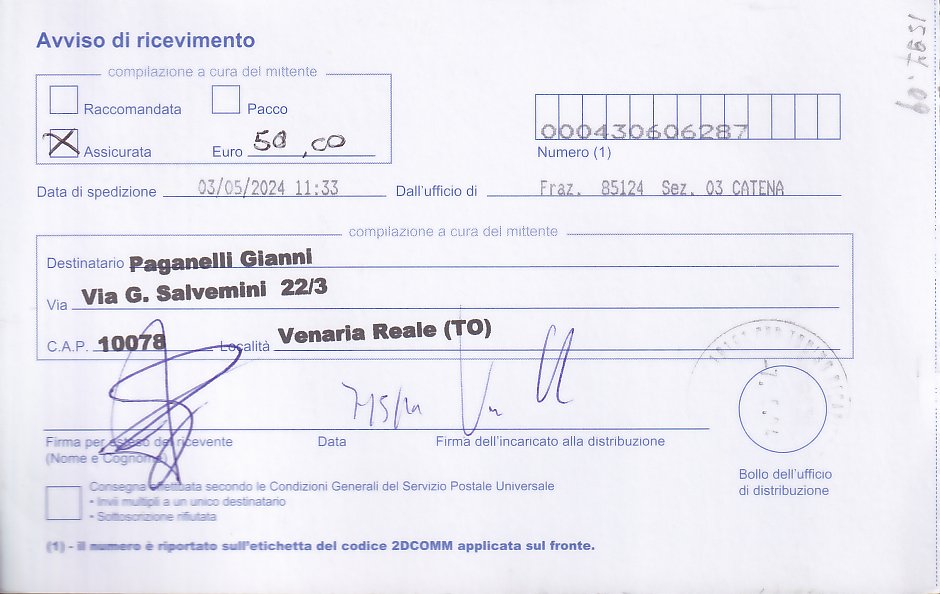 Avviso di ricevimento
compilazione a cura del mittente
Raccomandata Pacco
X Assicurata Euro 50,00
000430606287
Numero (1)
Data di spedizione 03/05/2024 11:33 Dall'ufficio di Fraz. 85124 Sez. 03 CATENA
compilazione a cura del mittente
Destinatario Paganelli Gianni
Via Via G. Salvemini 22/3
C.A.P. 10078 Località Venaria Reale (TO)
Firma per esteso del ricevente Data Firma dell'incaricato alla distribuzione
(Nome e Cognome)
Bollo dell'ufficio
di distribuzione
Consegna effettuata secondo le Condizioni Generali del Servizio Postale Universale
• Invii multipli a un unico destinatario
• Sottoscrizione rifiutata
(1) - il numero è riportato sull'etichetta del codice 2DCOMM applicata sul fronte.